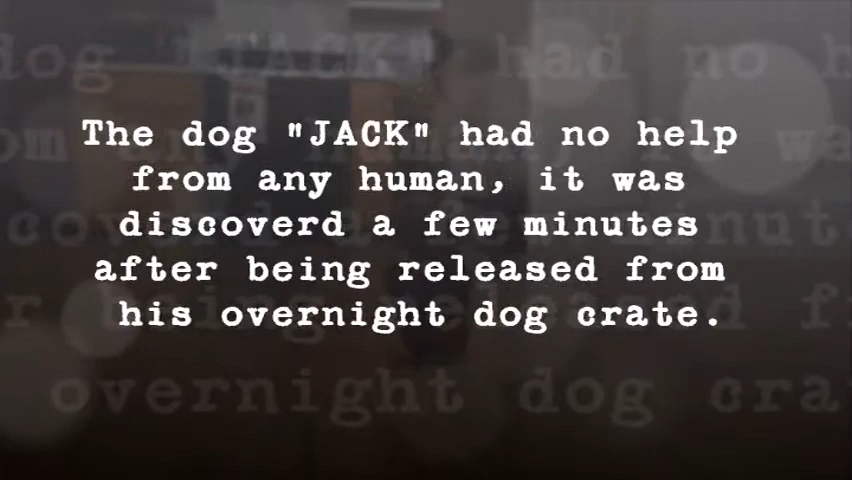 The dog "JACK" had no help
from any human, it was
discoverd a few minutes
after being released from
his overnight dog crate.